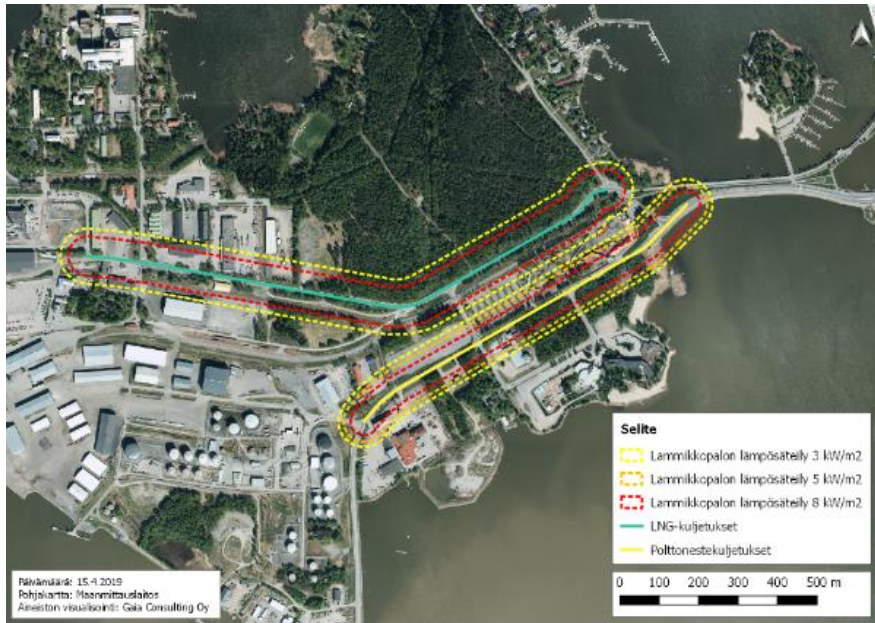 Selite
Lammikkopalon lämpösäteily 3 kW/m2
Lammikkopalon lämpösäteily 5 kW/m2
Lammikkopalon lämpösäteily 8 kW/m2
LNG-kuljetukset
Polttonestekuljetukset
0 100 200 300 400 500 m
Päivämäärä: 15.4.2019
Pohjakartta: Maanmittauslaitos
Aineiston visualisointi: Gaia Consulting Oy